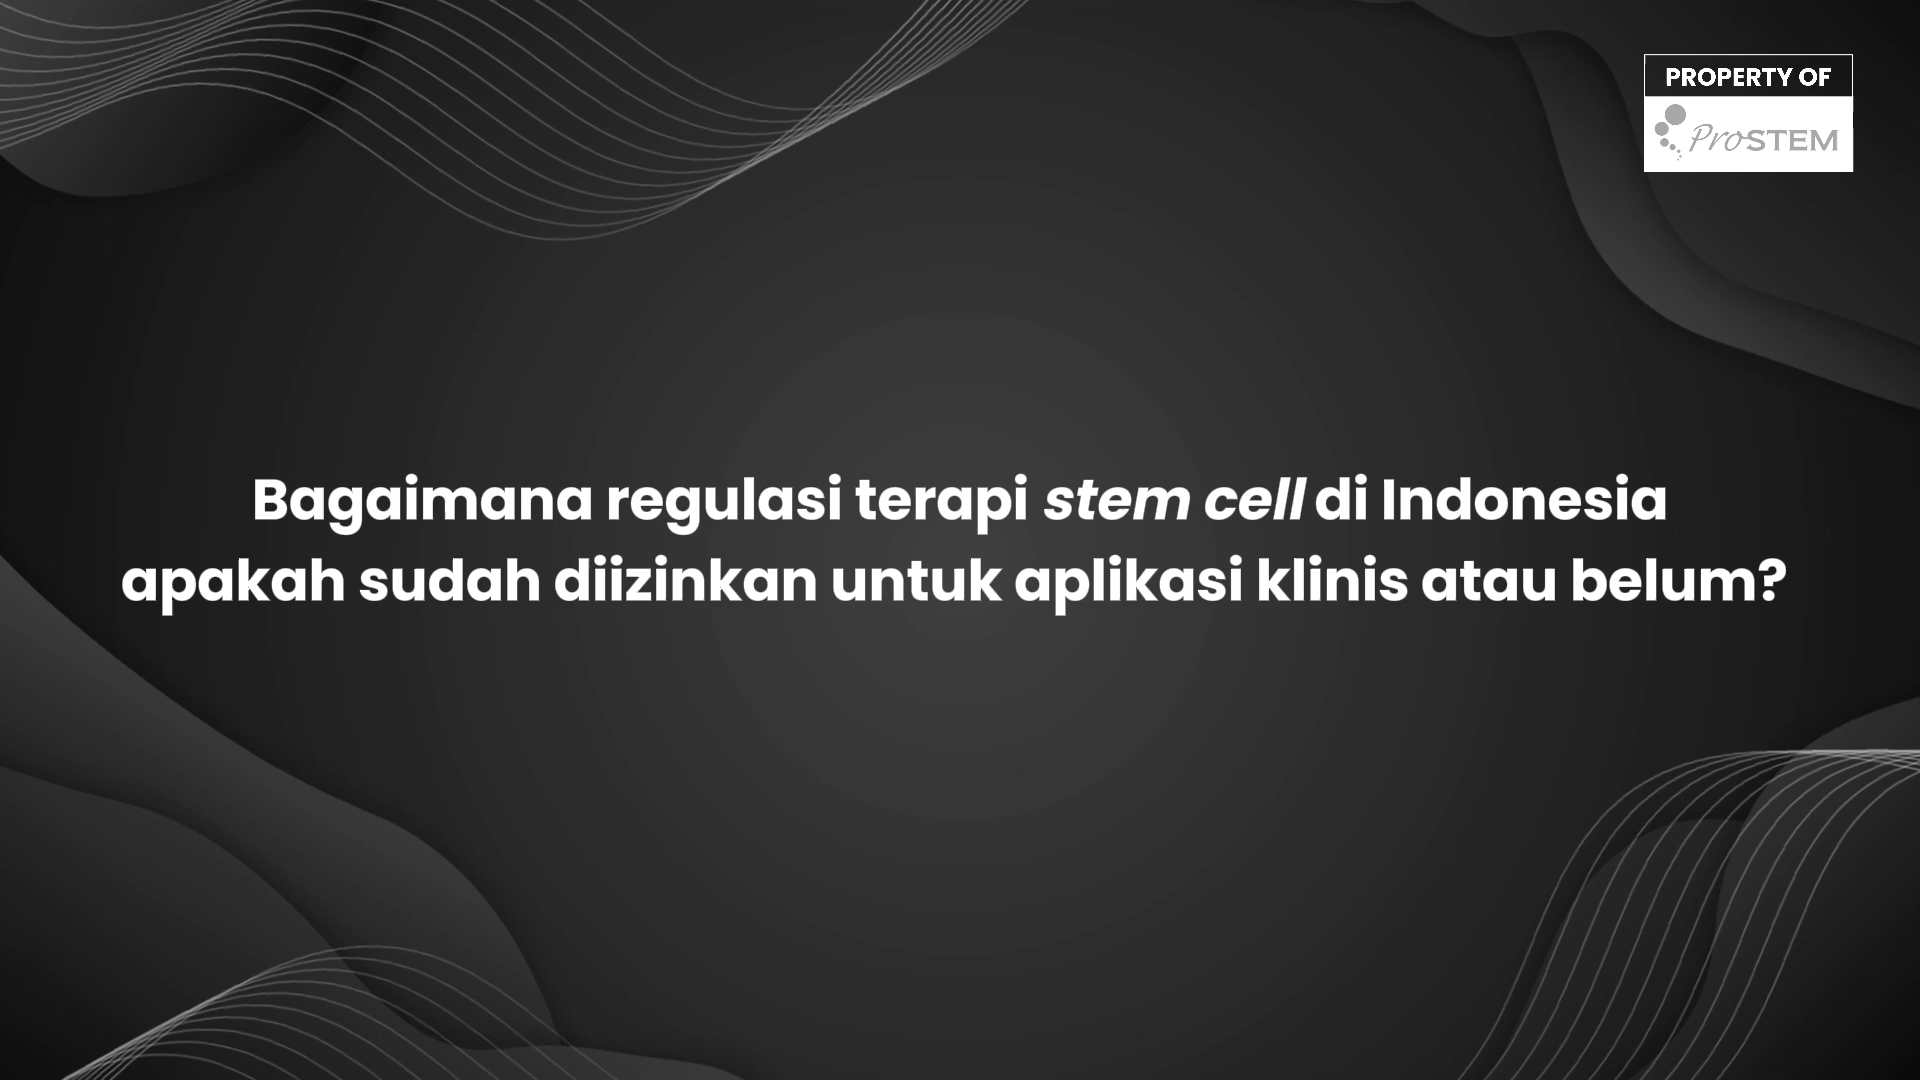 PROPERTY OF
ProSTEM
Bagaimana regulasi terapi stem cell di Indonesia
apakah sudah diizinkan untuk aplikasi klinis atau belum?